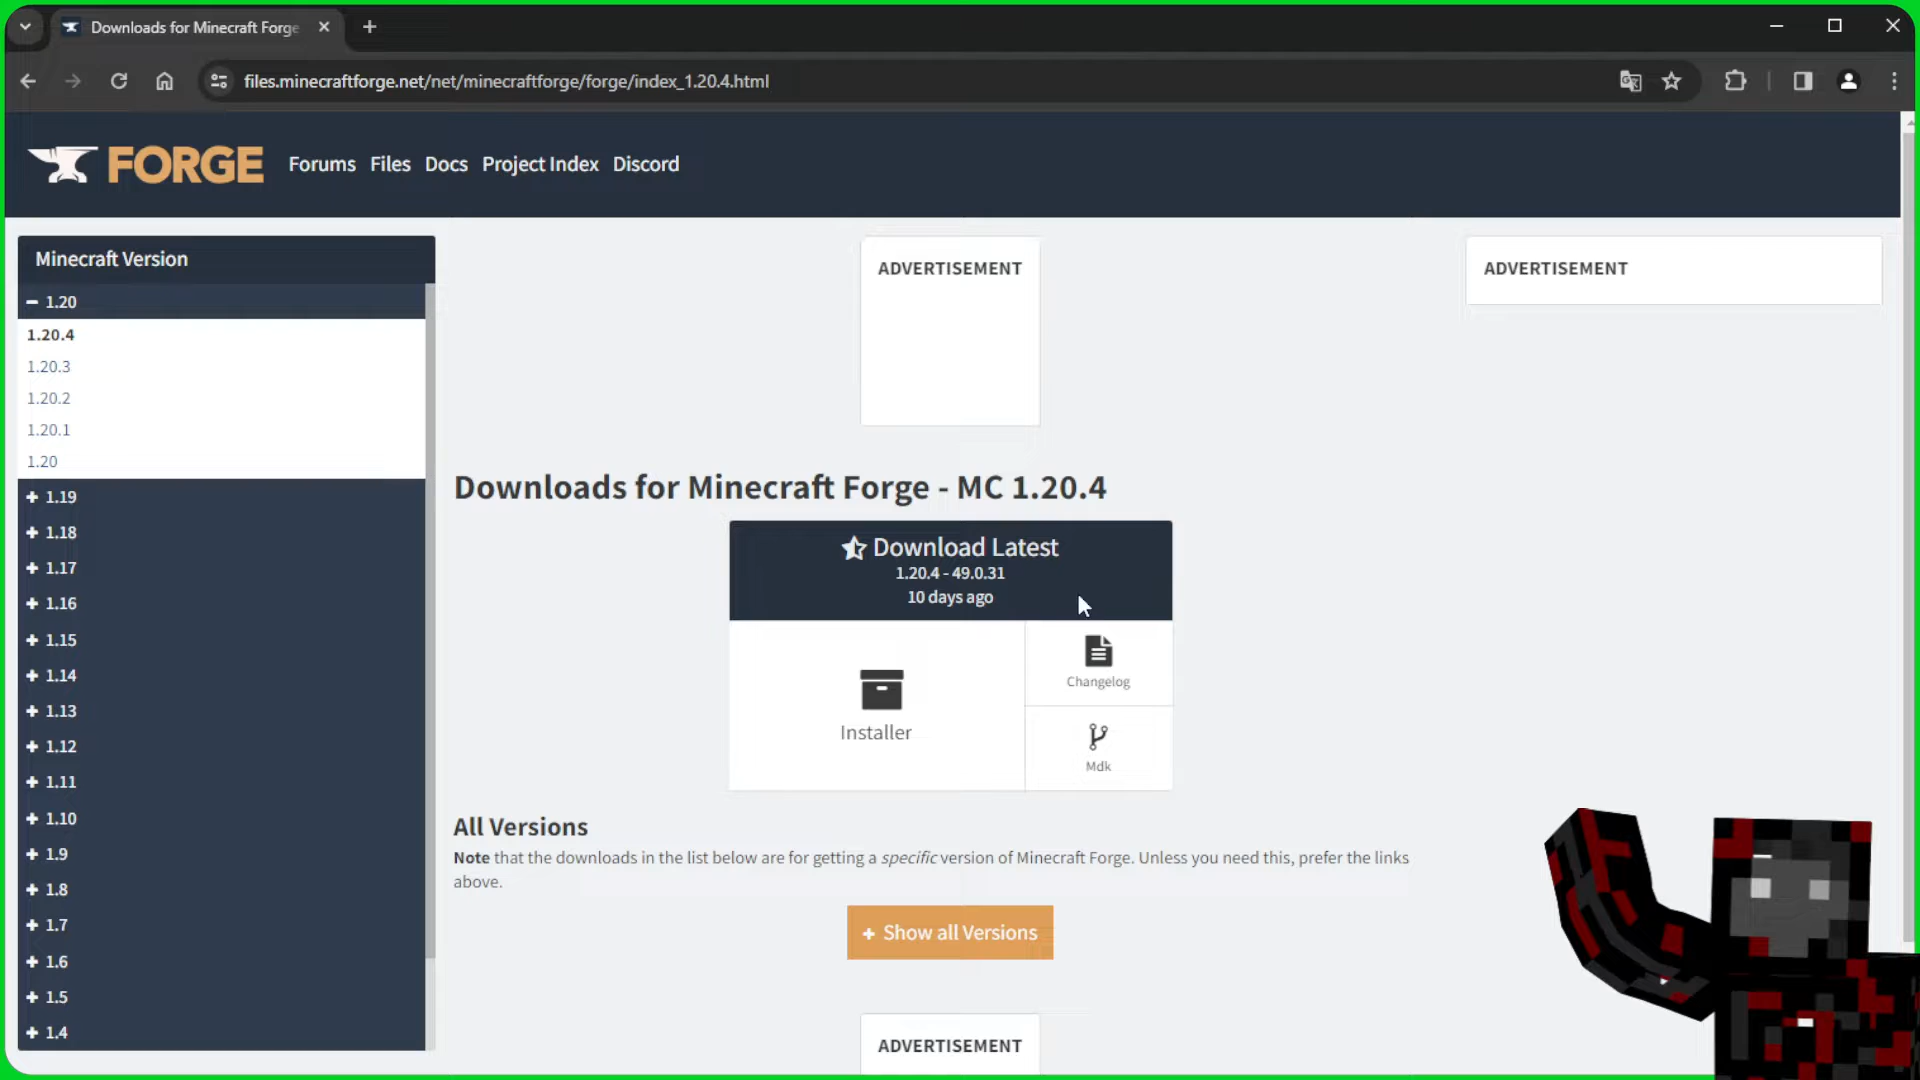 Downloads for Minecraft Forge
files.minecraftforge.net/net/minecraftforge/forge/index_1.20.4.html
FORGE
Forums Files Docs Project Index Discord
Minecraft Version
1.20
1.20.4
1.20.3
1.20.2
1.20.1
1.20
1.19
1.18
1.17
1.16
1.15
1.14
1.13
1.12
1.11
1.10
1.9
1.8
1.7
1.6
1.5
1.4
ADVERTISEMENT
ADVERTISEMENT
Downloads for Minecraft Forge - MC 1.20.4
Download Latest
1.20.4 - 49.0.31
10 days ago
Installer
Changelog
Mdk
All Versions
Note that the downloads in the list below are for getting a specific version of Minecraft Forge. Unless you need this, prefer the links
above.
+ Show all Versions
ADVERTISEMENT